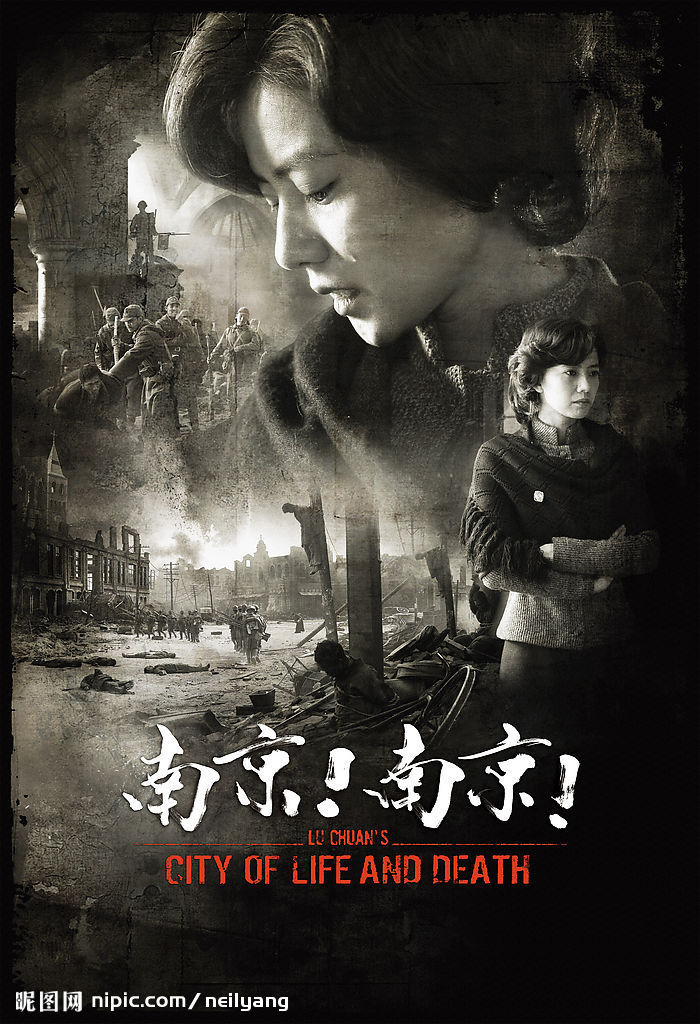 南京!南京!
LU CHUAN'S
CITY OF LIFE AND DEATH
昵图网 nipic.com/neilyang